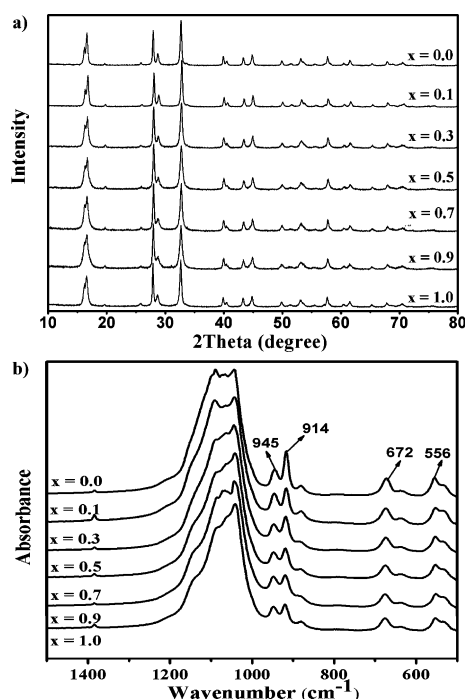 a)
Intensity
x = 0.0
x = 0.1
x = 0.3
x = 0.5
x = 0.7
x = 0.9
x = 1.0
10 20 30 40 50 60 70 80
2Theta (degree)
b)
Absorbance
945 914
672 556
x = 0.0
x = 0.1
x = 0.3
x = 0.5
x = 0.7
x = 0.9
x = 1.0
1400 1200 1000 800 600
Wavenumber (cm-1)